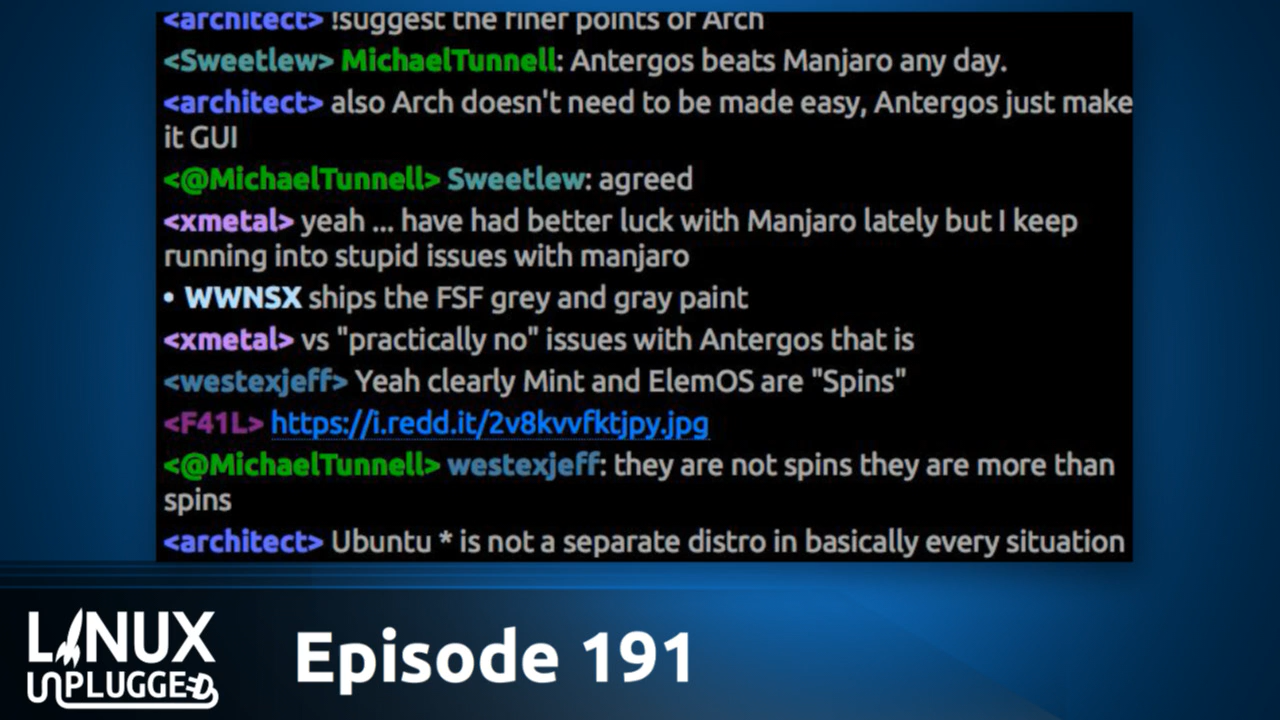 <architect> !suggest the finer points of Arch
<Sweetlew> MichaelTunnell: Antergos beats Manjaro any day.
<architect> also Arch doesn't need to be made easy, Antergos just make
it GUI
<@MichaelTunnell> Sweetlew: agreed
<xmetal> yeah ... have had better luck with Manjaro lately but I keep
running into stupid issues with manjaro
• WWNSX ships the FSF grey and gray paint
<xmetal> vs "practically no" issues with Antergos that is
<westexjeff> Yeah clearly Mint and ElemOS are "Spins"
<F41L> https://i.redd.it/2v8kvvfktjpy.jpg
<@MichaelTunnell> westexjeff: they are not spins they are more than
spins
<architect> Ubuntu * is not a separate distro in basically every situation
LINUX
UNPLUGGED
Episode 191